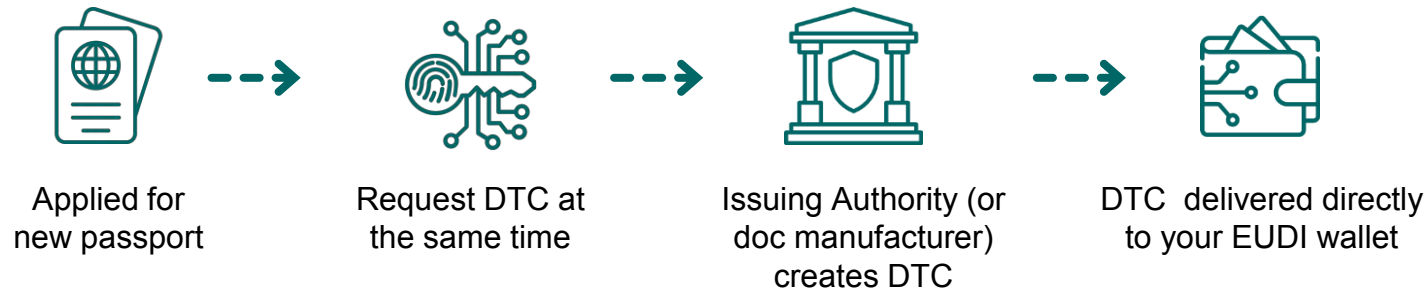 Applied for
new passport
Request DTC at
the same time
Issuing Authority (or
doc manufacturer)
creates DTC
DTC  delivered directly
to your EUDI wallet